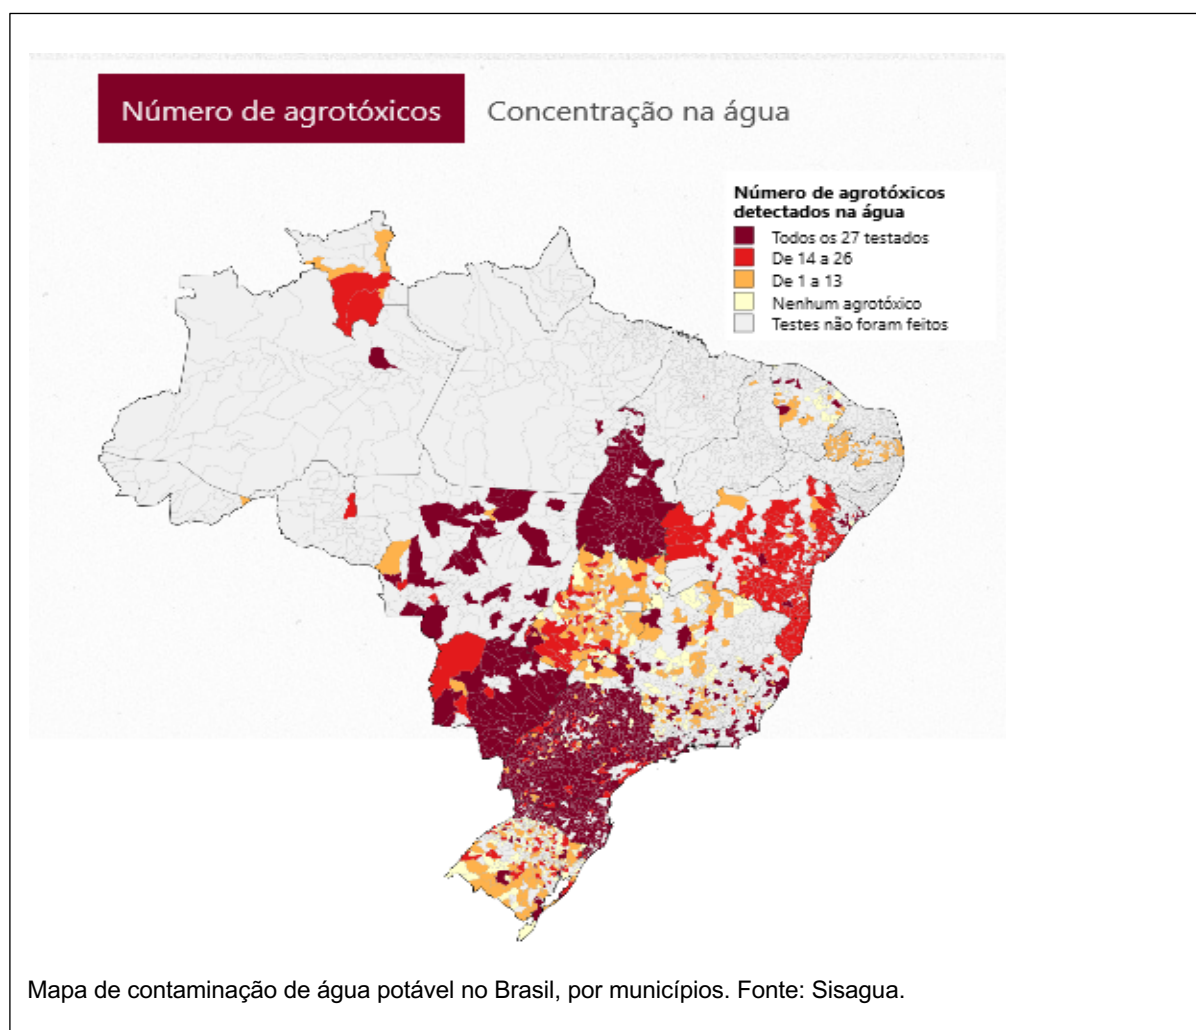 Número de agrotóxicos
Concentração na água
Número de agrotóxicos
detectados na água
Todos os 27 testados
De 14 a 26
De 1 a 13
Nenhum agrotóxico
Testes não foram feitos
Mapa de contaminação de água potável no Brasil, por municípios. Fonte: Sisagua.